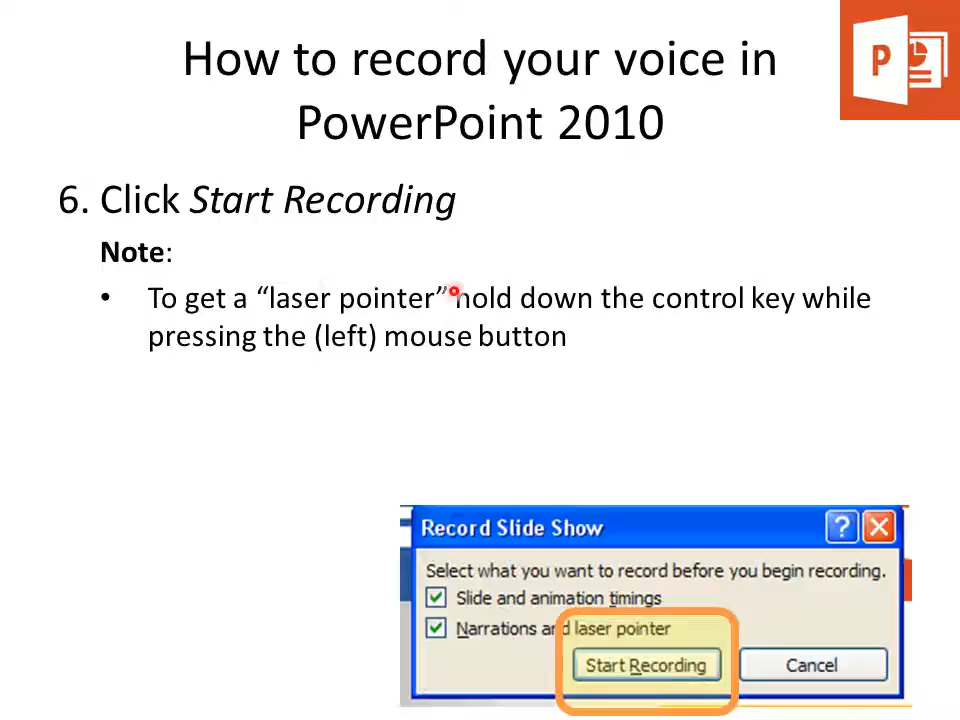 How to record your voice in
PowerPoint 2010
P
6. Click Start Recording
Note:
• To get a “laser pointer” hold down the control key while
pressing the (left) mouse button
Record Slide Show
?
Select what you want to record before you begin recording.
Slide and animation timings
Narrations and laser pointer
Start Recording Cancel